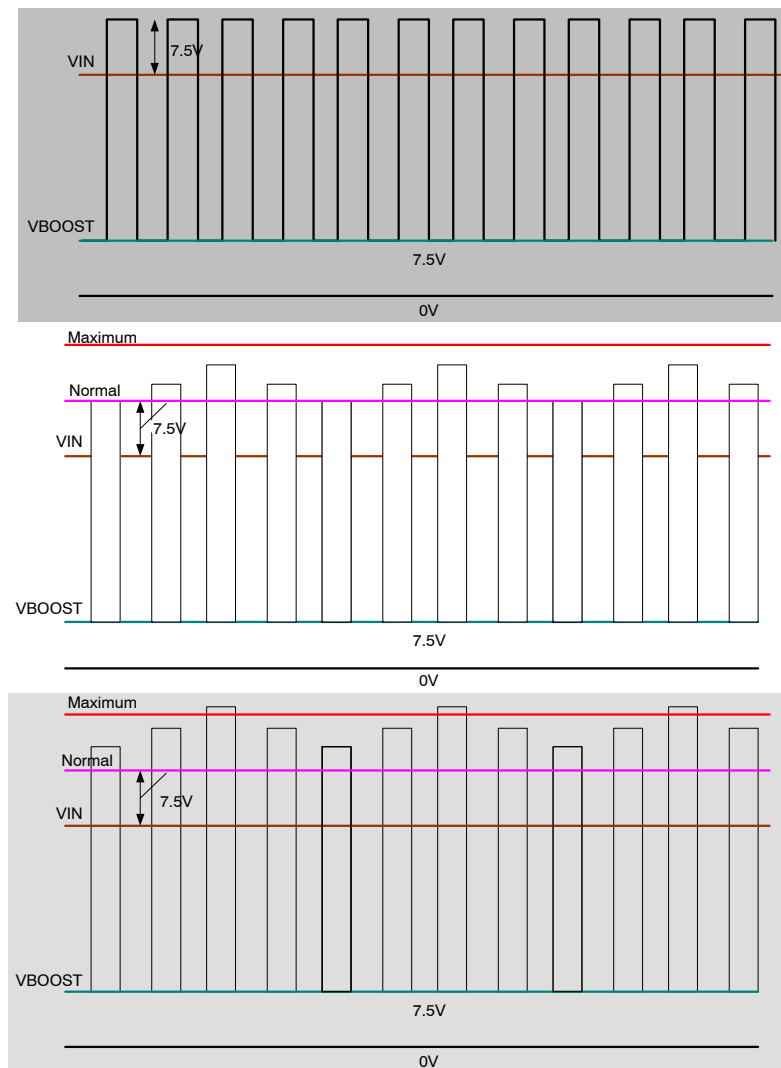 7.5V
VIN
VBOOST
7.5V
0V
Maximum
Normal
7.5V
VIN
VBOOST
7.5V
0V
Maximum
Normal
7.5V
VIN
VBOOST
7.5V
0V